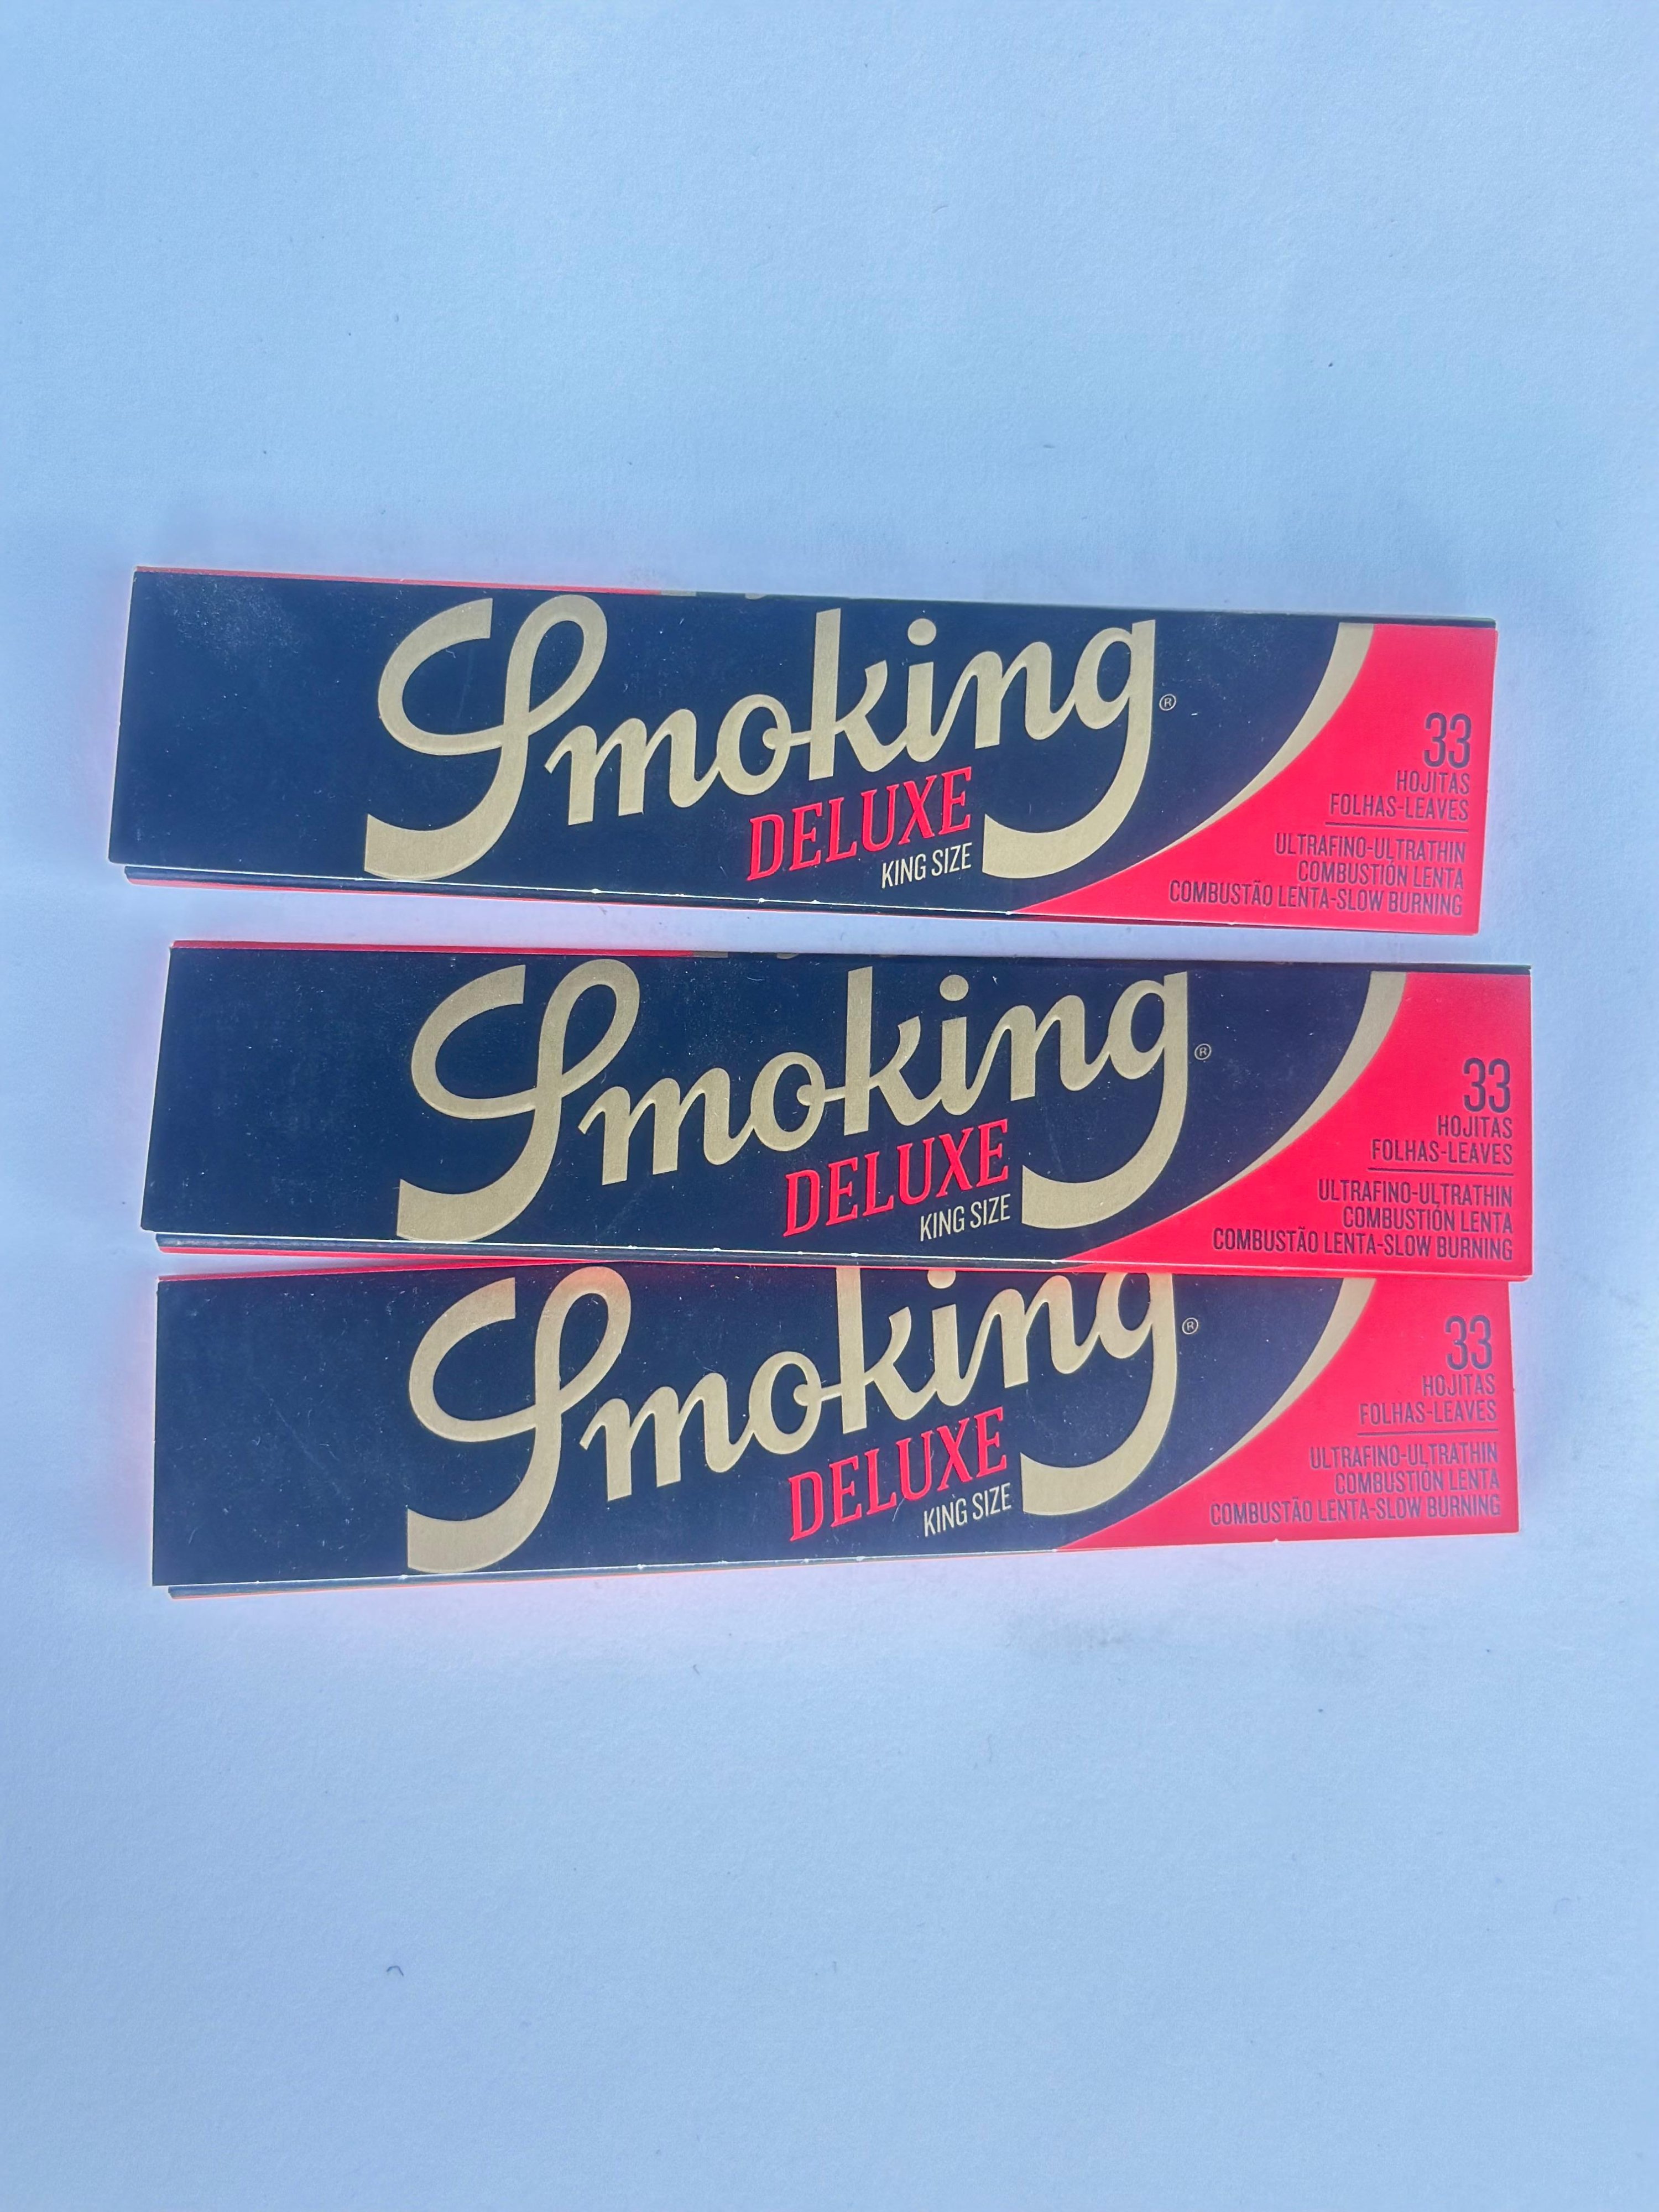 Smoking®
DELUXE
KING SIZE
33
HOJITAS
FOLHAS-LEAVES
ULTRAFINO-ULTRATHIN
COMBUSTIÓN LENTA
COMBUSTÃO LENTA-SLOW BURNING
Smoking®
DELUXE
KING SIZE
33
HOJITAS
FOLHAS-LEAVES
ULTRAFINO-ULTRATHIN
COMBUSTIÓN LENTA
COMBUSTÃO LENTA-SLOW BURNING
Smoking®
DELUXE
KING SIZE
33
HOJITAS
FOLHAS-LEAVES
ULTRAFINO-ULTRATHIN
COMBUSTIÓN LENTA
COMBUSTÃO LENTA-SLOW BURNING